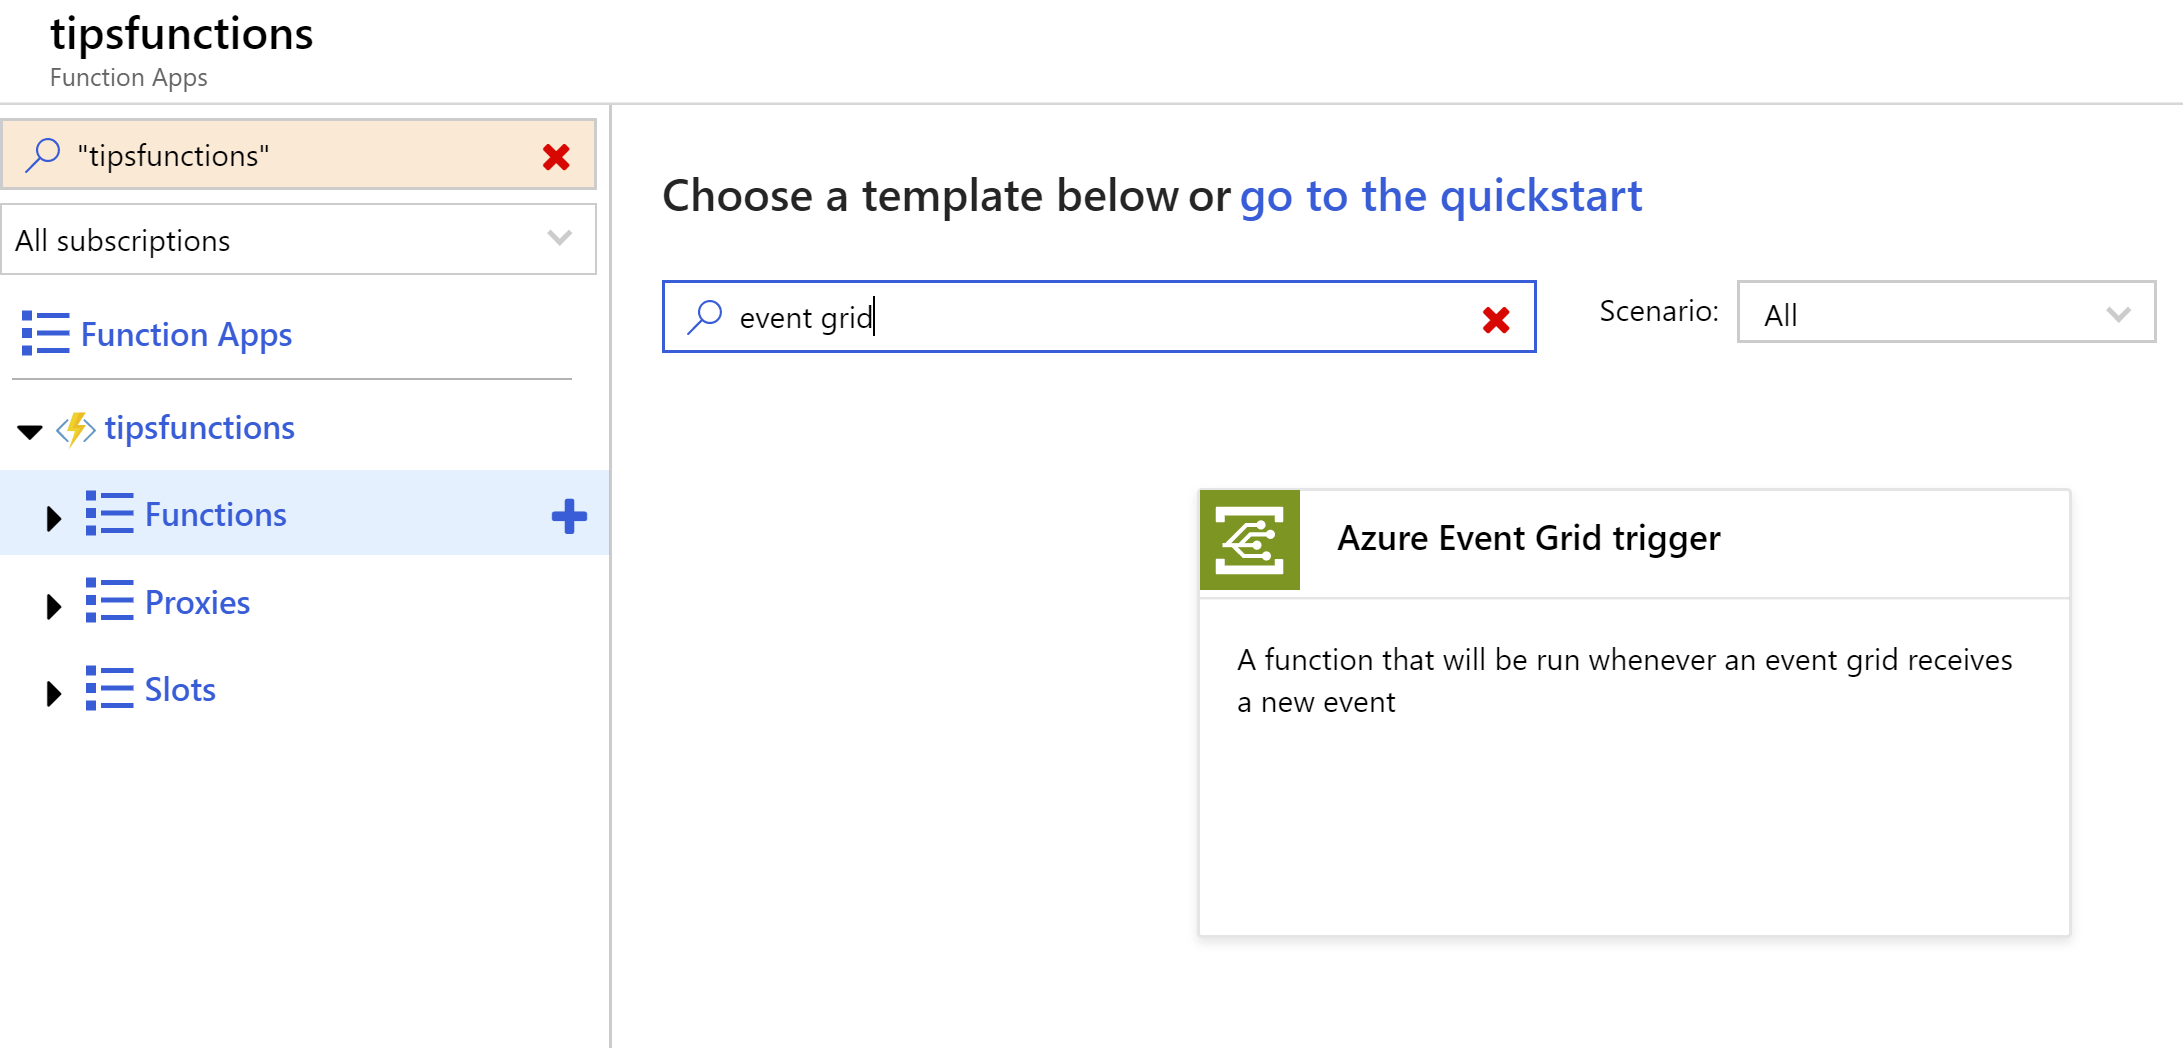 tipsfunctions
Function Apps
"tipsfunctions"
All subscriptions
Function Apps
tipsfunctions
Functions
Proxies
Slots
Choose a template below or go to the quickstart
event grid
Scenario: All
Azure Event Grid trigger
A function that will be run whenever an event grid receives
a new event